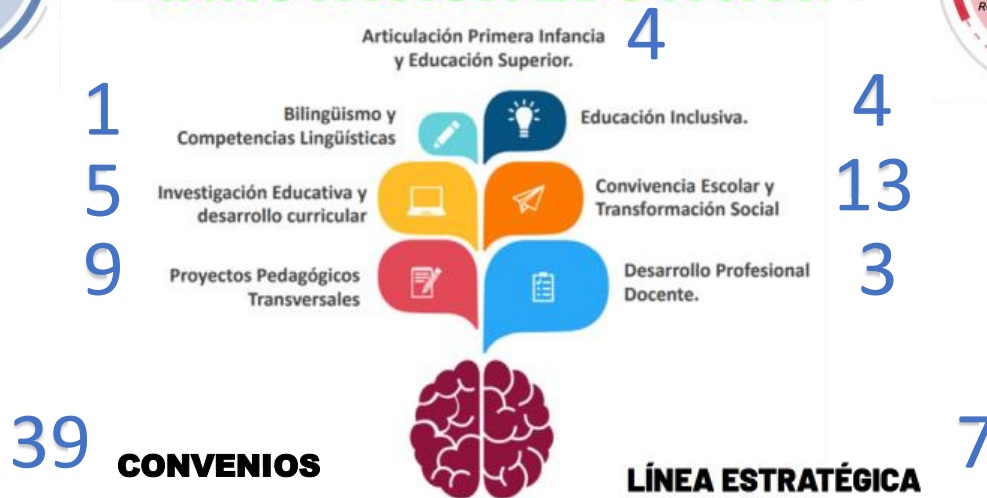 Articulación Primera Infancia
y Educación Superior.
4
1
Bilingüismo y
Competencias Lingüísticas
Educación Inclusiva.
4
5
Investigación Educativa y
desarrollo curricular
Convivencia Escolar y
Transformación Social
13
9
Proyectos Pedagógicos
Transversales
Desarrollo Profesional
Docente.
3
39
CONVENIOS
LÍNEA ESTRATÉGICA
7